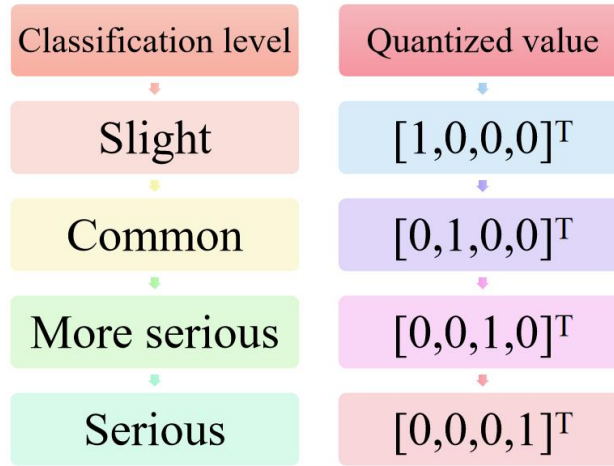 Classification level Quantized value
Slight [1,0,0,0]ᵀ
Common [0,1,0,0]ᵀ
More serious [0,0,1,0]ᵀ
Serious [0,0,0,1]ᵀ